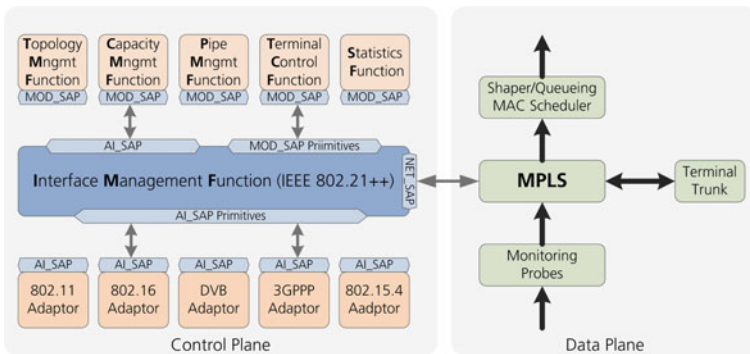 Topology
Mngmt
Function
Capacity
Mngmt
Function
Pipe
Mngmt
Function
Terminal
Control
Function
Statistics
Function
MOD_SAP
MOD_SAP
MOD_SAP
MOD_SAP
MOD_SAP
AI_SAP
MOD_SAP Priimitives
Interface Management Function (IEEE 802.21++)
NET_SAP
AI_SAP Primitives
AI_SAP
AI_SAP
AI_SAP
AI_SAP
AI_SAP
802.11
Adaptor
802.16
Adaptor
DVB
Adaptor
3GPPP
Adaptor
802.15.4
Aadptor
Control Plane
Shaper/Queueing
MAC Scheduler
MPLS
Terminal
Trunk
Monitoring
Probes
Data Plane